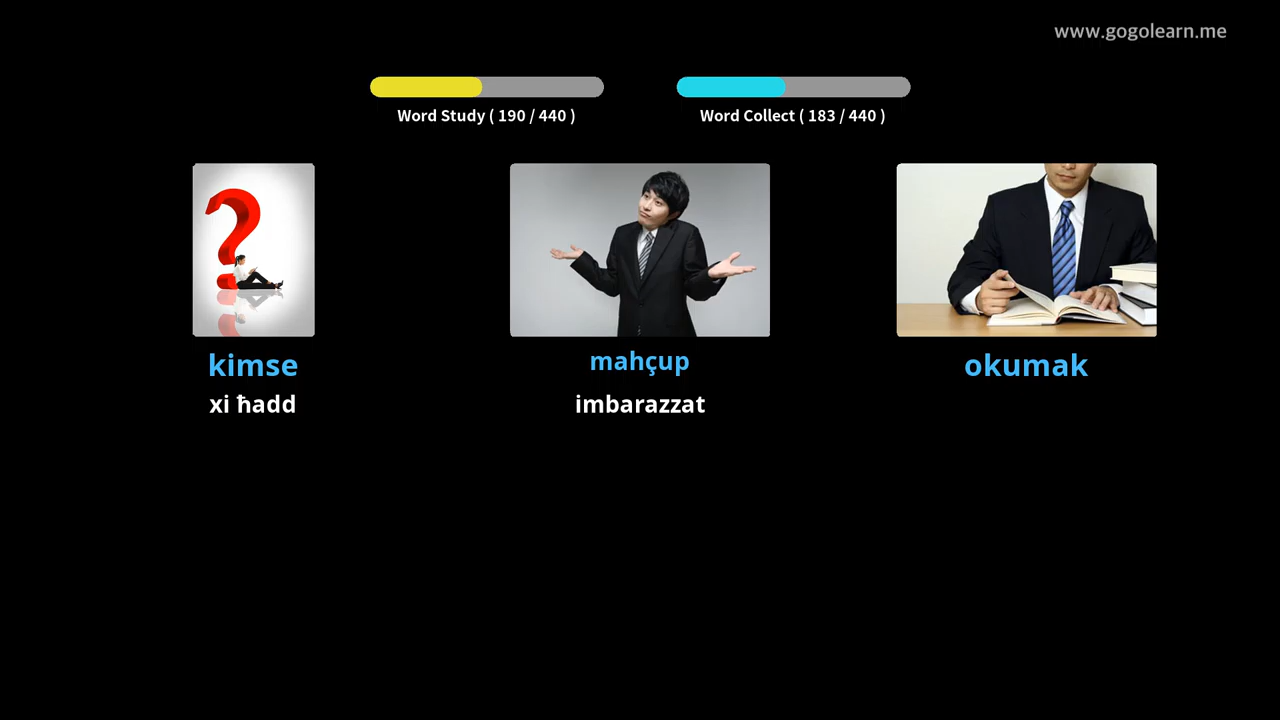 www.gogolearn.me
Word Study ( 190 / 440 )
Word Collect ( 183 / 440 )
kimse
mahçup
okumak
xi ħadd
imbarazzat